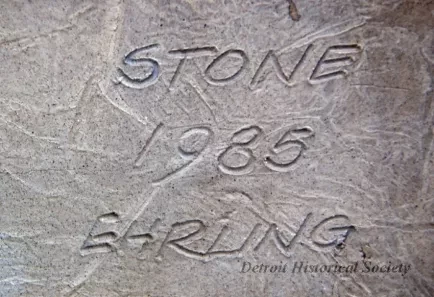 STONE
1985
EHRLING
Detroit Historical Society